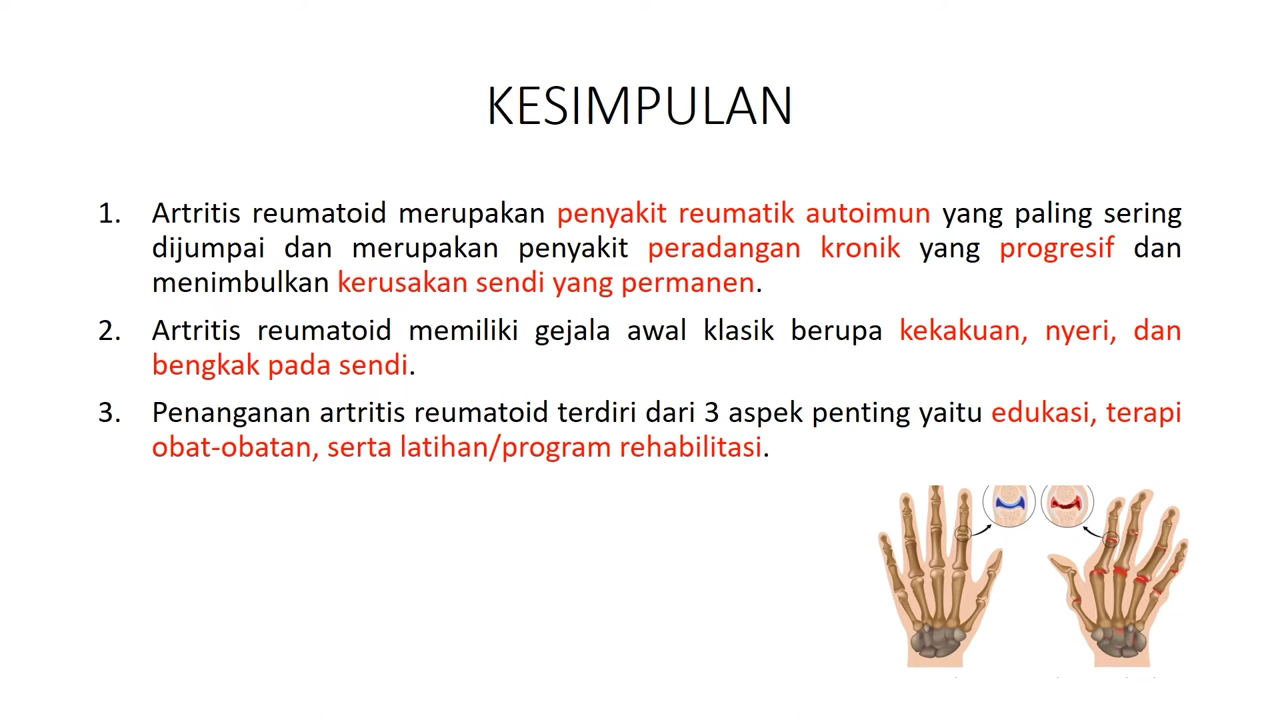 KESIMPULAN
1. Artritis reumatoid merupakan penyakit reumatik autoimun yang paling sering
dijumpai dan merupakan penyakit peradangan kronik yang progresif dan
menimbulkan kerusakan sendi yang permanen.
2. Artritis reumatoid memiliki gejala awal klasik berupa kekakuan, nyeri, dan
bengkak pada sendi.
3. Penanganan artritis reumatoid terdiri dari 3 aspek penting yaitu edukasi, terapi
obat-obatan, serta latihan/program rehabilitasi.